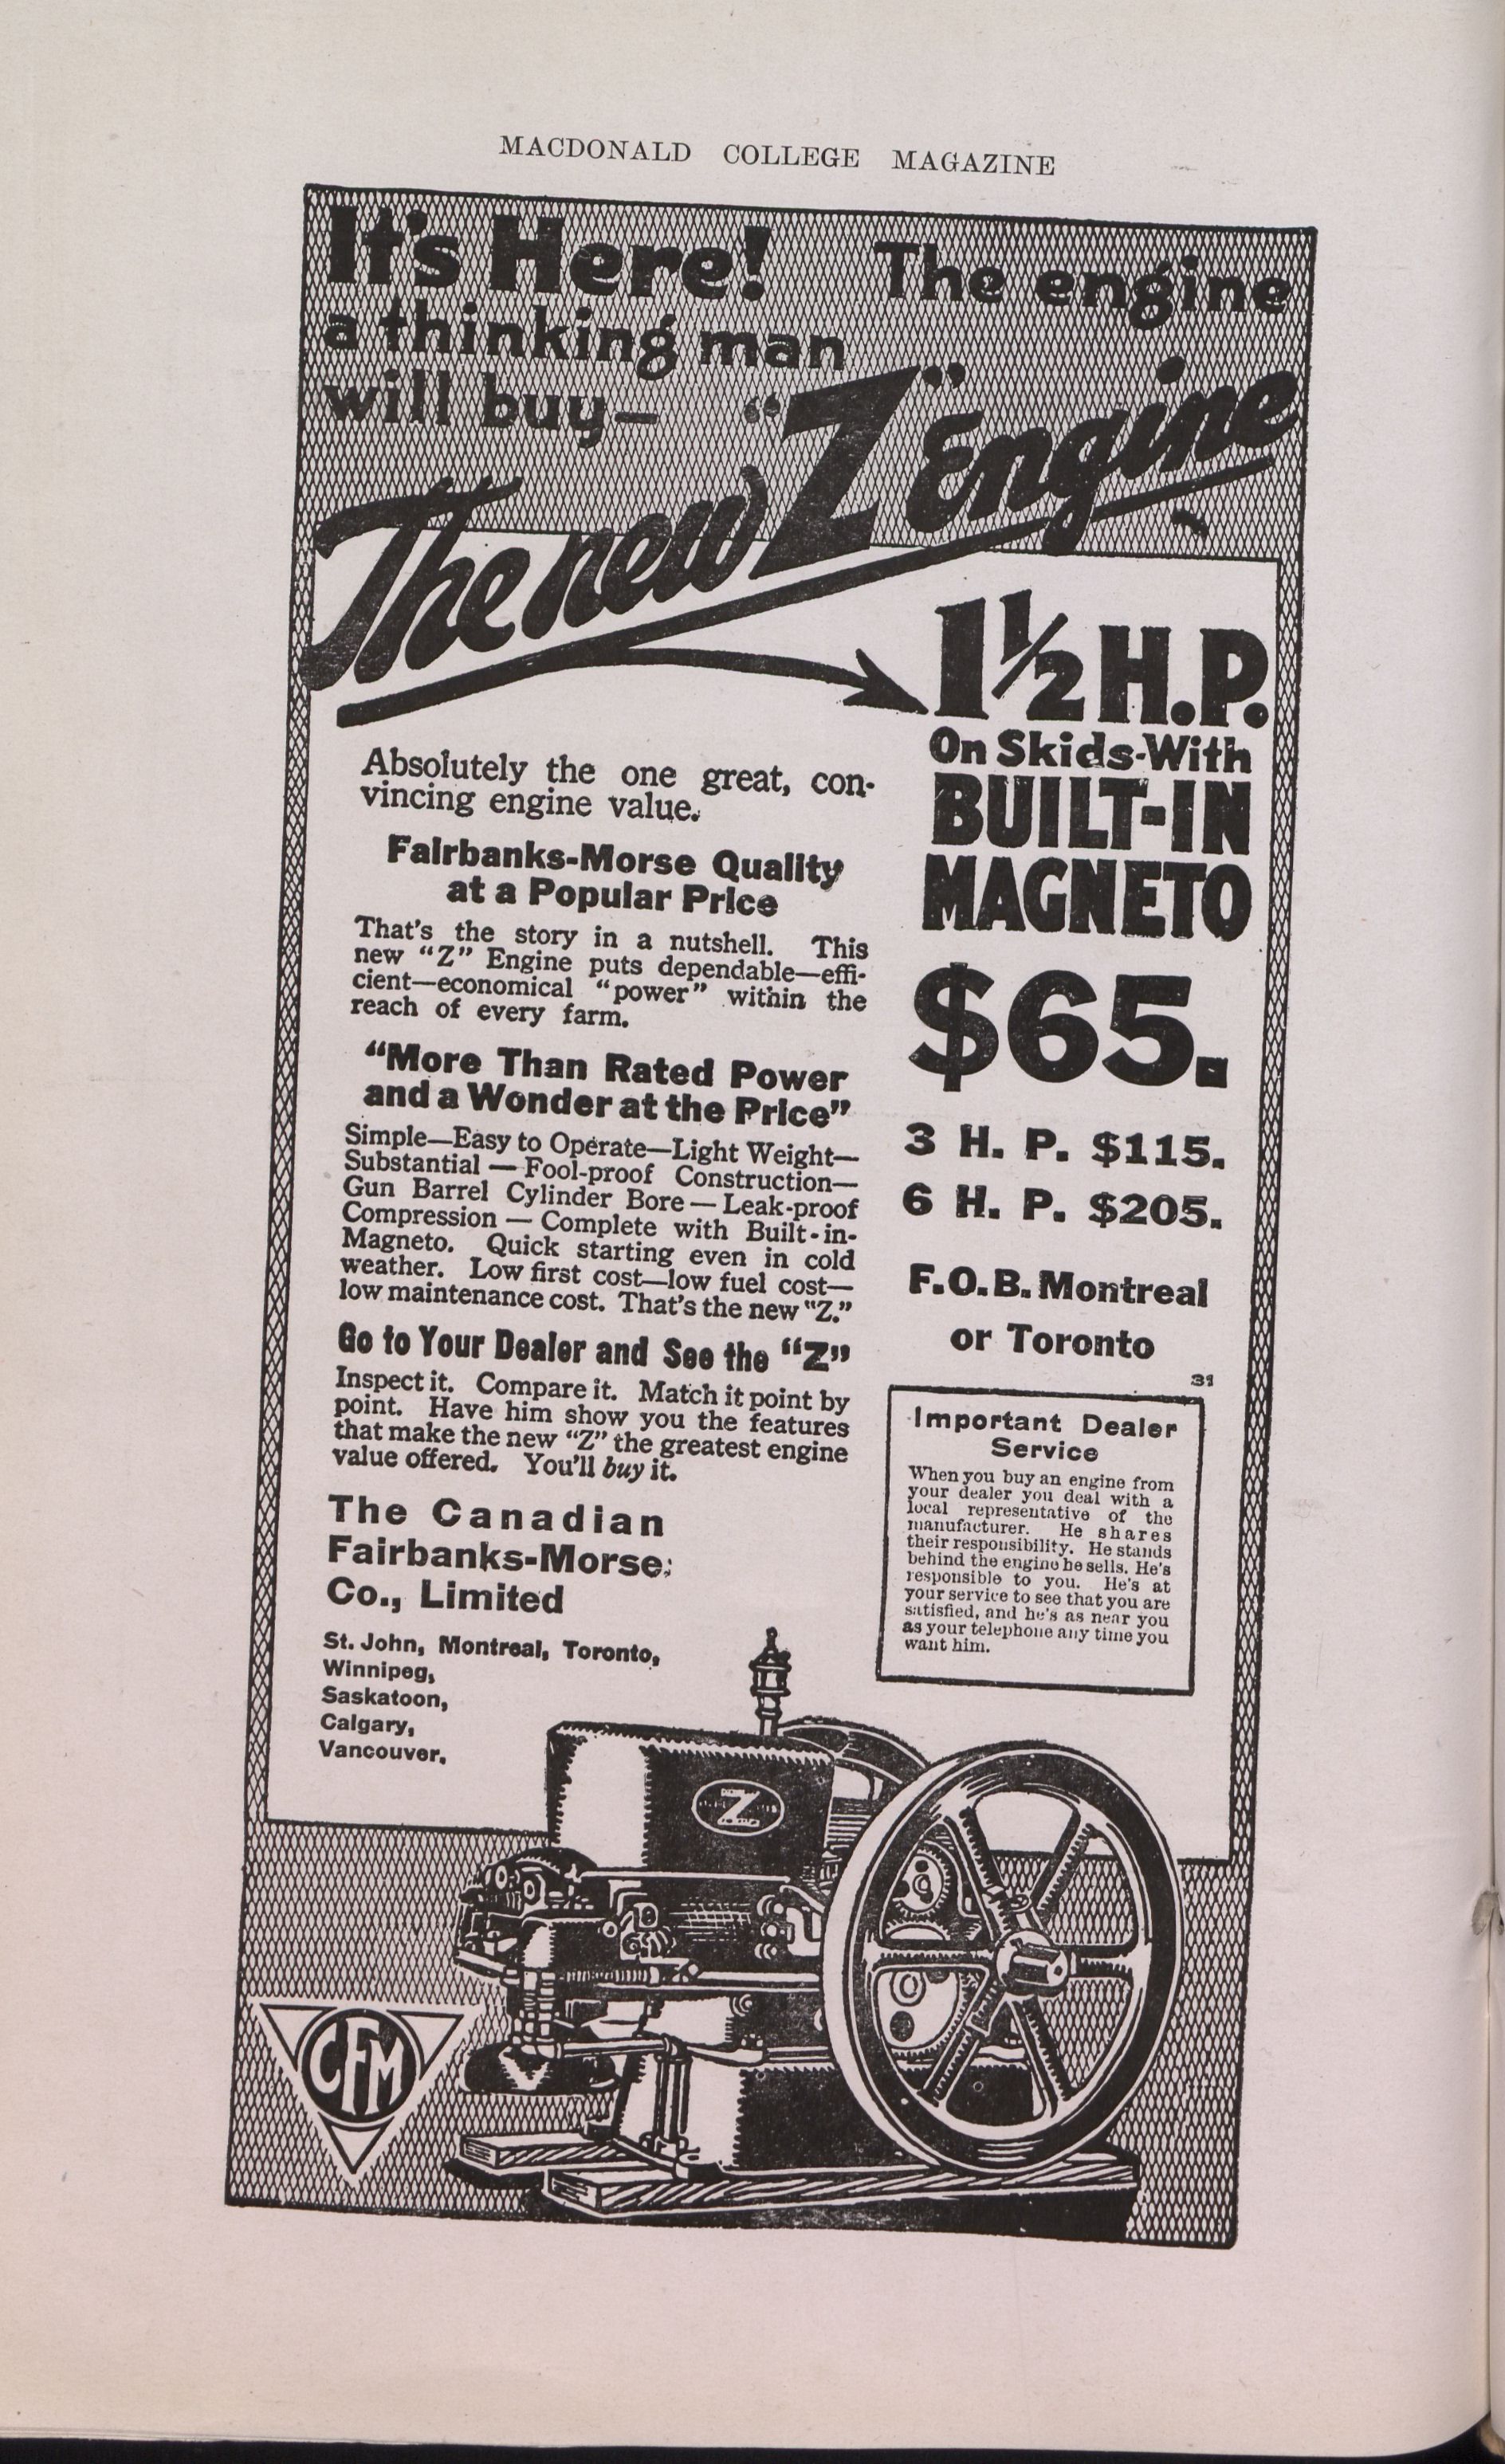 MACDONALD COLLEGE MAGAZINE
It's Here! The engine
a thinking man
will buy—
The new "Z" Engine
1½ H.P.
On Skids-With
BUILT-IN
MAGNETO
$65.
3 H. P. $115.
6 H. P. $205.
F.O.B. Montreal
or Toronto
31
Absolutely the one great, con-
vincing engine value.
Fairbanks-Morse Quality
at a Popular Price
That's the story in a nutshell. This
new "Z" Engine puts dependable—effi-
cient—economical "power" within the
reach of every farm.
"More Than Rated Power
and a Wonder at the Price"
Simple—Easy to Operate—Light Weight—
Substantial — Fool-proof Construction—
Gun Barrel Cylinder Bore — Leak-proof
Compression — Complete with Built-in-
Magneto. Quick starting even in cold
weather. Low first cost—low fuel cost—
low maintenance cost. That's the new "Z."
Go to Your Dealer and See the "Z"
Inspect it. Compare it. Match it point by
point. Have him show you the features
that make the new "Z" the greatest engine
value offered. You'll buy it.
The Canadian
Fairbanks-Morse
Co., Limited
St. John, Montreal, Toronto,
Winnipeg,
Saskatoon,
Calgary,
Vancouver.
Important Dealer
Service
When you buy an engine from
your dealer you deal with a
local representative of the
manufacturer. He shares
their responsibility. He stands
behind the engine he sells. He's
responsible to you. He's at
your service to see that you are
satisfied, and he's as near you
as your telephone any time you
want him.
Z
CFM